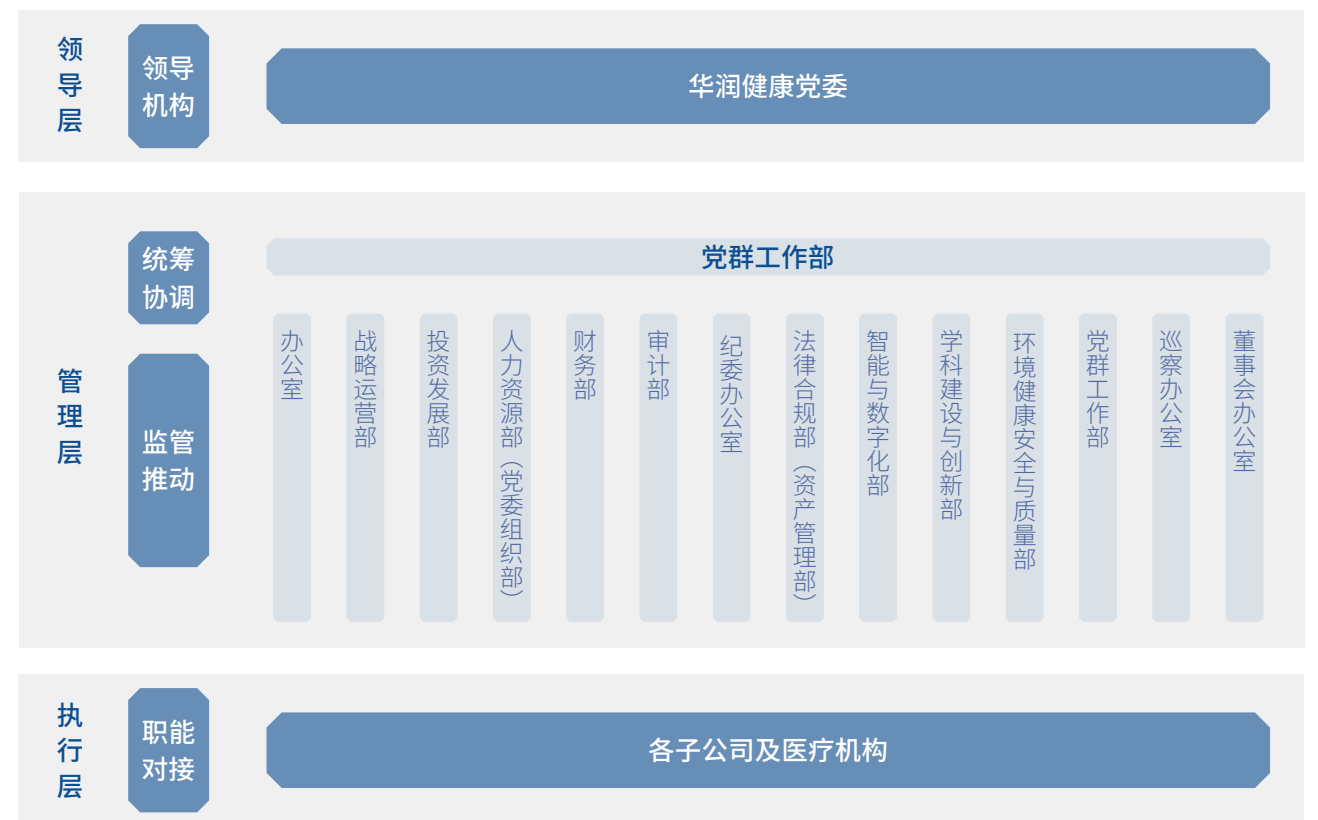 领导层
领导
机构
华润健康党委
管理层
统筹
协调
党群工作部
监管
推动
办公室
战略运营部
投资发展部
人力资源部（党委组织部）
财务部
审计部
纪委办公室
法律合规部（资产管理部）
智能与数字化部
学科建设与创新部
环境健康安全与质量部
党群工作部
巡察办公室
董事会办公室
执行层
职能
对接
各子公司及医疗机构